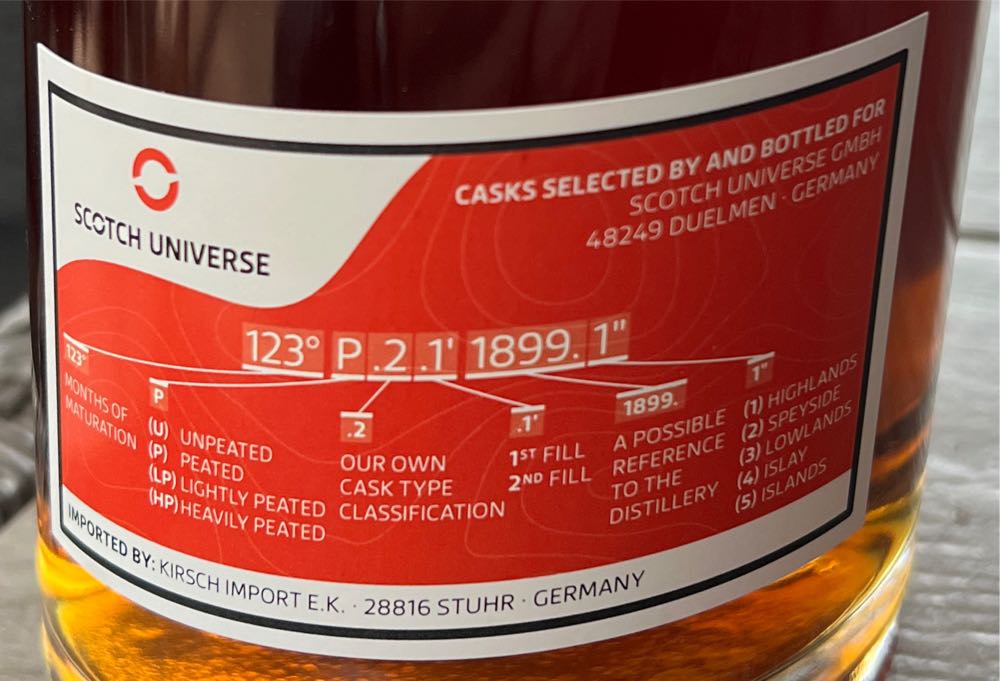 SCOTCH UNIVERSE
CASKS SELECTED BY AND BOTTLED FOR
SCOTCH UNIVERSE GMBH
48249 DUELMEN · GERMANY
123° P .2 .1' 1899. 1"
123°
MONTHS OF
MATURATION
P
(U) UNPEATED
(P) PEATED
(LP) LIGHTLY PEATED
(HP) HEAVILY PEATED
.2
OUR OWN
CASK TYPE
CLASSIFICATION
.1'
1ST FILL
2ND FILL
1899.
A POSSIBLE
REFERENCE
TO THE
DISTILLERY
1"
(1) HIGHLANDS
(2) SPEYSIDE
(3) LOWLANDS
(4) ISLAY
(5) ISLANDS
IMPORTED BY: KIRSCH IMPORT E.K. · 28816 STUHR · GERMANY